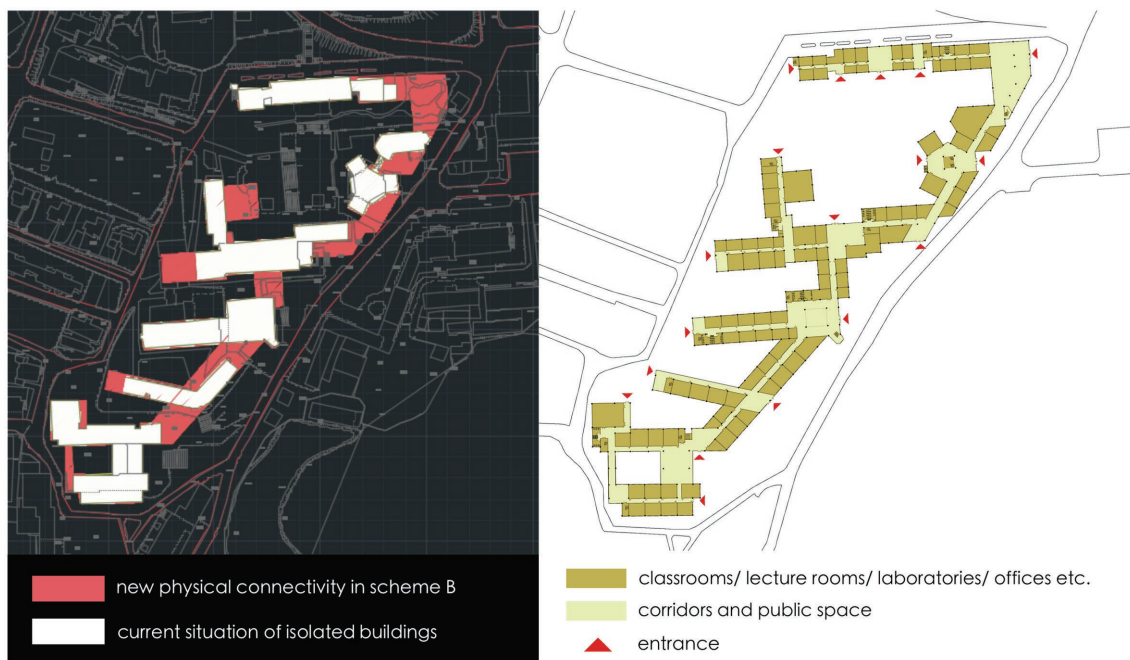 new physical connectivity in scheme B
current situation of isolated buildings
classrooms/ lecture rooms/ laboratories/ offices etc.
corridors and public space
entrance